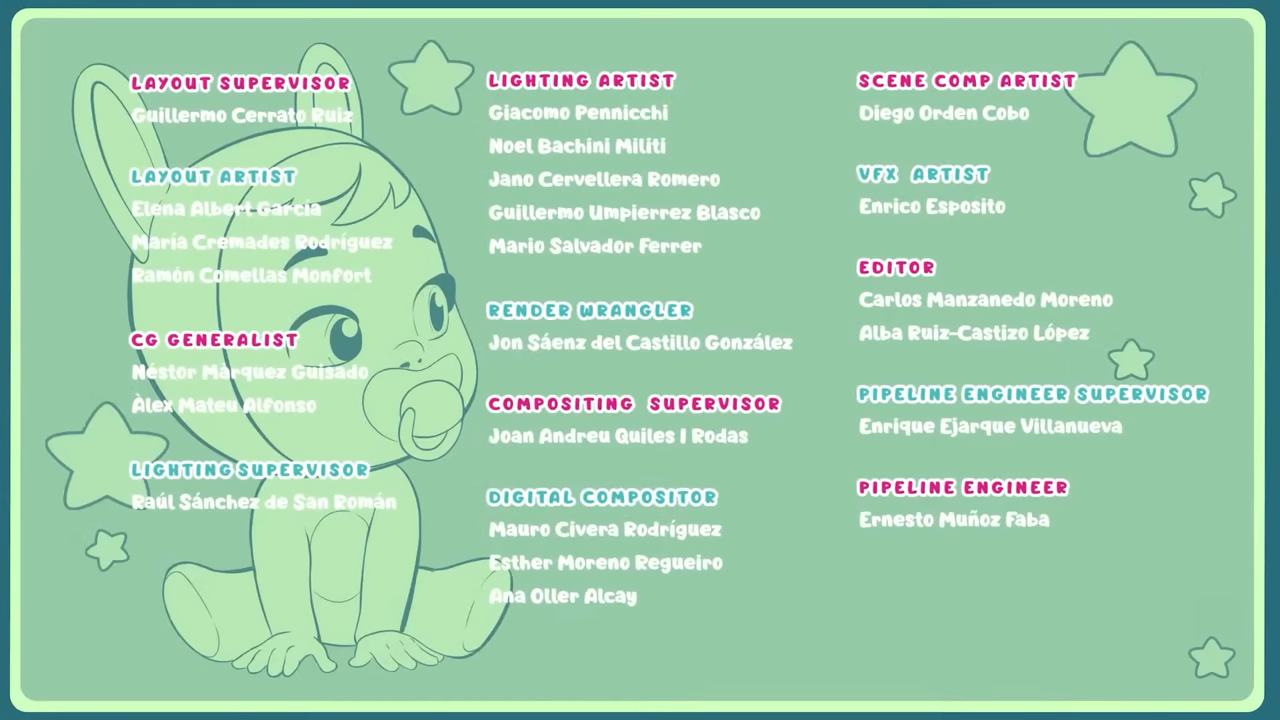 LAYOUT SUPERVISOR
Guillermo Cerrato Ruiz
LAYOUT ARTIST
Elena Albert García
María Cremades Rodríguez
Ramón Comellas Monfort
CG GENERALIST
Néstor Màrquez Guisado
Àlex Mateu Alfonso
LIGHTING SUPERVISOR
Raúl Sánchez de San Román
LIGHTING ARTIST
Giacomo Pennicchi
Noel Bachini Militi
Jano Cervellera Romero
Guillermo Umpierrez Blasco
Mario Salvador Ferrer
RENDER WRANGLER
Jon Sáenz del Castillo González
COMPOSITING SUPERVISOR
Joan Andreu Quiles I Rodas
DIGITAL COMPOSITOR
Mauro Civera Rodríguez
Esther Moreno Regueiro
Ana Oller Alcay
SCENE COMP ARTIST
Diego Orden Cobo
VFX ARTIST
Enrico Esposito
EDITOR
Carlos Manzanedo Moreno
Alba Ruiz-Castizo López
PIPELINE ENGINEER SUPERVISOR
Enrique Ejarque Villanueva
PIPELINE ENGINEER
Ernesto Muñoz Faba